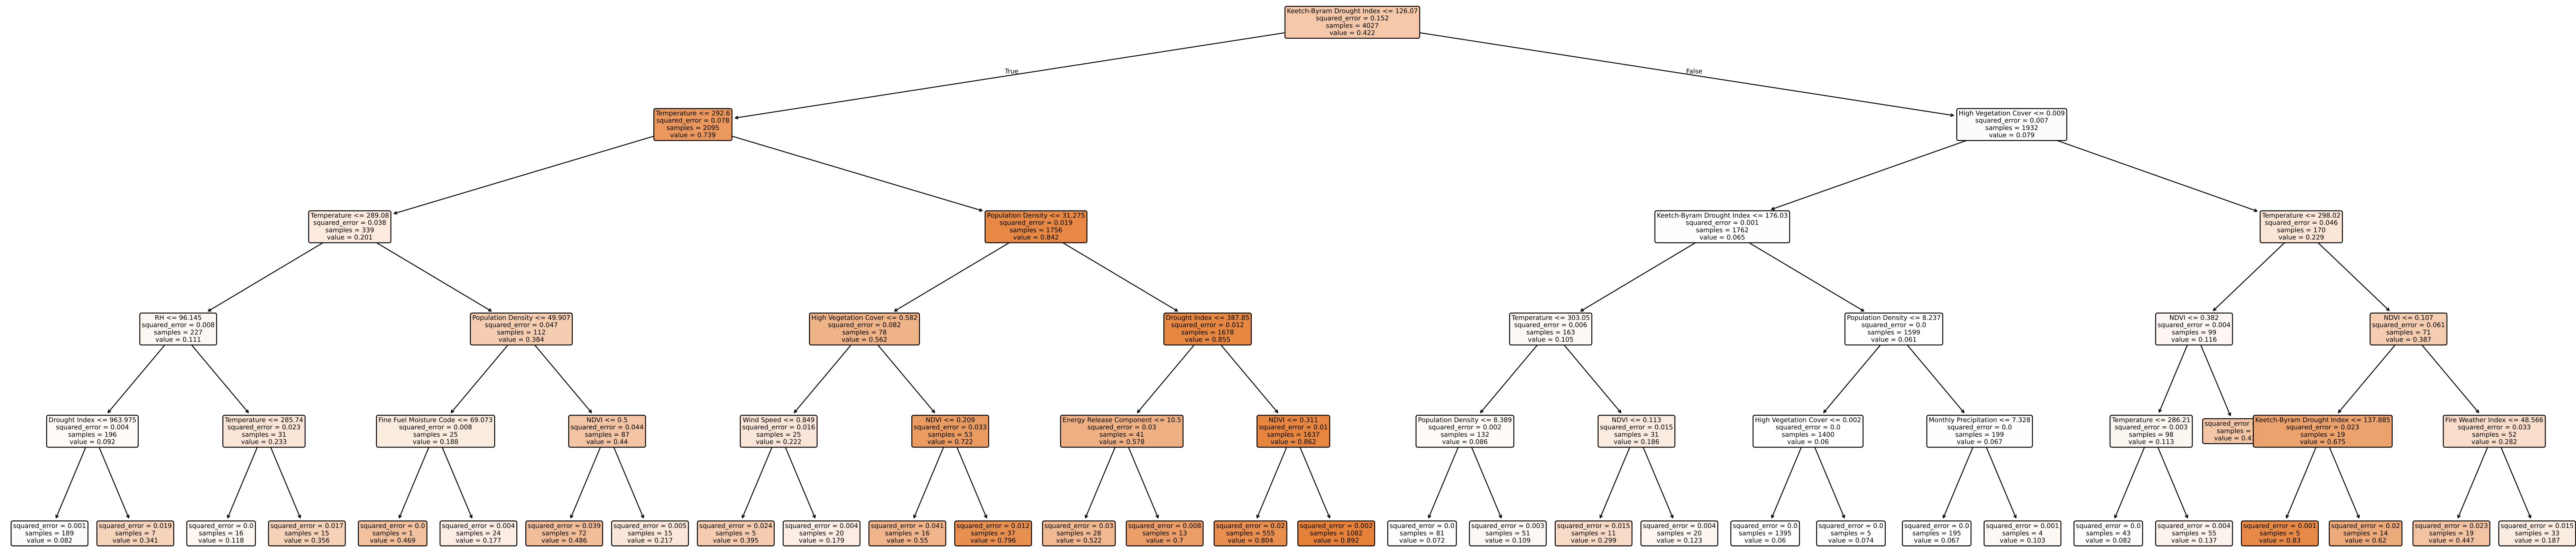 Keetch-Byram Drought Index <= 126.07
squared_error = 0.152
samples = 4027
value = 0.422
True
False
Temperature <= 292.6
squared_error = 0.078
samples = 2095
value = 0.739
High Vegetation Cover <= 0.009
squared_error = 0.007
samples = 1932
value = 0.079
Temperature <= 289.08
squared_error = 0.038
samples = 339
value = 0.201
Population Density <= 31.275
squared_error = 0.019
samples = 1756
value = 0.842
Keetch-Byram Drought Index <= 176.03
squared_error = 0.001
samples = 1762
value = 0.065
Temperature <= 298.02
squared_error = 0.046
samples = 170
value = 0.229
RH <= 96.145
squared_error = 0.008
samples = 227
value = 0.111
Population Density <= 49.907
squared_error = 0.047
samples = 112
value = 0.384
High Vegetation Cover <= 0.582
squared_error = 0.082
samples = 78
value = 0.562
Drought Index <= 387.85
squared_error = 0.012
samples = 1678
value = 0.855
Temperature <= 303.05
squared_error = 0.006
samples = 163
value = 0.105
Population Density <= 8.237
squared_error = 0.0
samples = 1599
value = 0.061
NDVI <= 0.382
squared_error = 0.004
samples = 99
value = 0.116
NDVI <= 0.107
squared_error = 0.061
samples = 71
value = 0.387
Drought Index <= 963.975
squared_error = 0.004
samples = 196
value = 0.092
Temperature <= 285.74
squared_error = 0.023
samples = 31
value = 0.233
Fine Fuel Moisture Code <= 69.073
squared_error = 0.008
samples = 25
value = 0.188
NDVI <= 0.5
squared_error = 0.044
samples = 87
value = 0.44
Wind Speed <= 0.849
squared_error = 0.016
samples = 25
value = 0.222
NDVI <= 0.209
squared_error = 0.033
samples = 53
value = 0.722
Energy Release Component <= 10.5
squared_error = 0.03
samples = 41
value = 0.578
NDVI <= 0.311
squared_error = 0.01
samples = 1637
value = 0.862
Population Density <= 8.389
squared_error = 0.002
samples = 132
value = 0.086
NDVI <= 0.113
squared_error = 0.015
samples = 31
value = 0.186
High Vegetation Cover <= 0.002
squared_error = 0.0
samples = 1400
value = 0.06
Monthly Precipitation <= 7.328
squared_error = 0.0
samples = 199
value = 0.067
Temperature <= 286.21
squared_error = 0.003
samples = 98
value = 0.113
squared_error
samples =
value =
Keetch-Byram Drought Index <= 137.885
squared_error = 0.023
samples = 19
value = 0.675
Fire Weather Index <= 48.566
squared_error = 0.033
samples = 52
value = 0.282
squared_error = 0.001
samples = 189
value = 0.082
squared_error = 0.019
samples = 7
value = 0.341
squared_error = 0.0
samples = 16
value = 0.118
squared_error = 0.017
samples = 15
value = 0.356
squared_error = 0.0
samples = 1
value = 0.469
squared_error = 0.004
samples = 24
value = 0.177
squared_error = 0.039
samples = 72
value = 0.486
squared_error = 0.005
samples = 15
value = 0.217
squared_error = 0.024
samples = 5
value = 0.395
squared_error = 0.004
samples = 20
value = 0.179
squared_error = 0.041
samples = 16
value = 0.55
squared_error = 0.012
samples = 37
value = 0.796
squared_error = 0.03
samples = 28
value = 0.522
squared_error = 0.008
samples = 13
value = 0.7
squared_error = 0.02
samples = 555
value = 0.804
squared_error = 0.002
samples = 1082
value = 0.892
squared_error = 0.0
samples = 81
value = 0.072
squared_error = 0.003
samples = 51
value = 0.109
squared_error = 0.015
samples = 11
value = 0.299
squared_error = 0.004
samples = 20
value = 0.123
squared_error = 0.0
samples = 1395
value = 0.06
squared_error = 0.0
samples = 5
value = 0.074
squared_error = 0.0
samples = 195
value = 0.067
squared_error = 0.001
samples = 4
value = 0.103
squared_error = 0.0
samples = 43
value = 0.082
squared_error = 0.004
samples = 55
value = 0.137
squared_error = 0.001
samples = 5
value = 0.83
squared_error = 0.02
samples = 14
value = 0.62
squared_error = 0.023
samples = 19
value = 0.447
squared_error = 0.015
samples = 33
value = 0.187